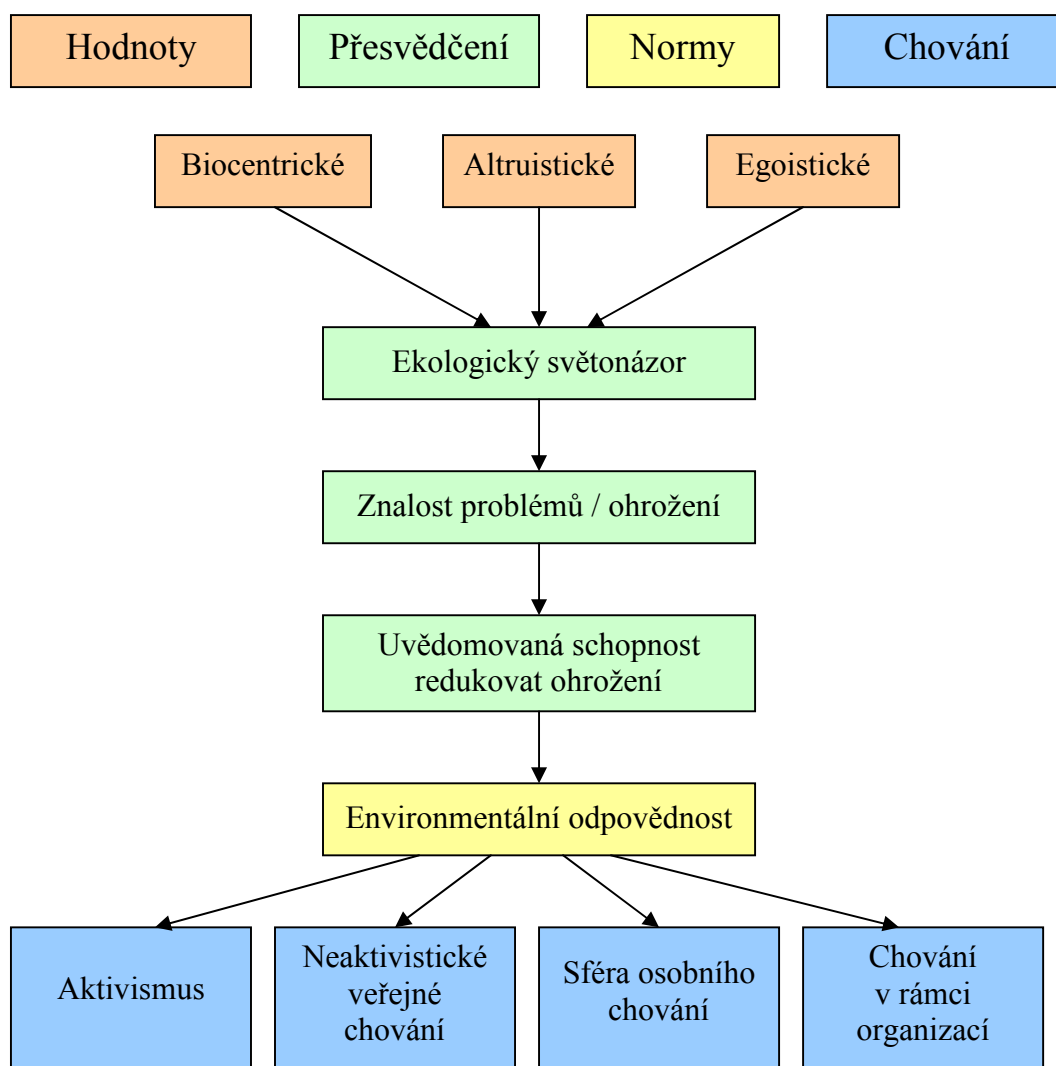 Hodnoty
Přesvědčení
Normy
Chování
Biocentrické
Altruistické
Egoistické
Ekologický světonázor
Znalost problémů / ohrožení
Uvědomovaná schopnost
redukovat ohrožení
Environmentální odpovědnost
Aktivismus
Neaktivistické
veřejné
chování
Sféra osobního
chování
Chování
v rámci
organizací